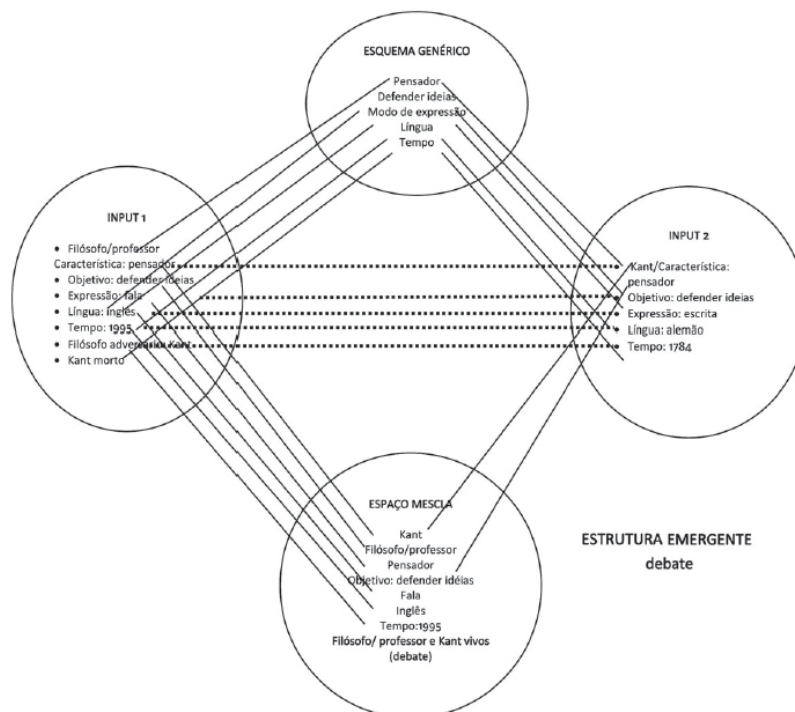 ESQUEMA GENÉRICO
Pensador
Defender ideias
Modo de expressão
Língua
Tempo
INPUT 1
• Filósofo/professor
Característica: pensador
• Objetivo: defender ideias
• Expressão: fala
• Língua: inglês
• Tempo: 1995
• Filósofo adversário: Kant
• Kant morto
INPUT 2
• Kant/Característica:
pensador
• Objetivo: defender ideias
• Expressão: escrita
• Língua: alemão
• Tempo: 1784
ESPAÇO MESCLA
Kant
Filósofo/professor
Pensador
Objetivo: defender idéias
Fala
Inglês
Tempo:1995
Filósofo/ professor e Kant vivos
(debate)
ESTRUTURA EMERGENTE
debate